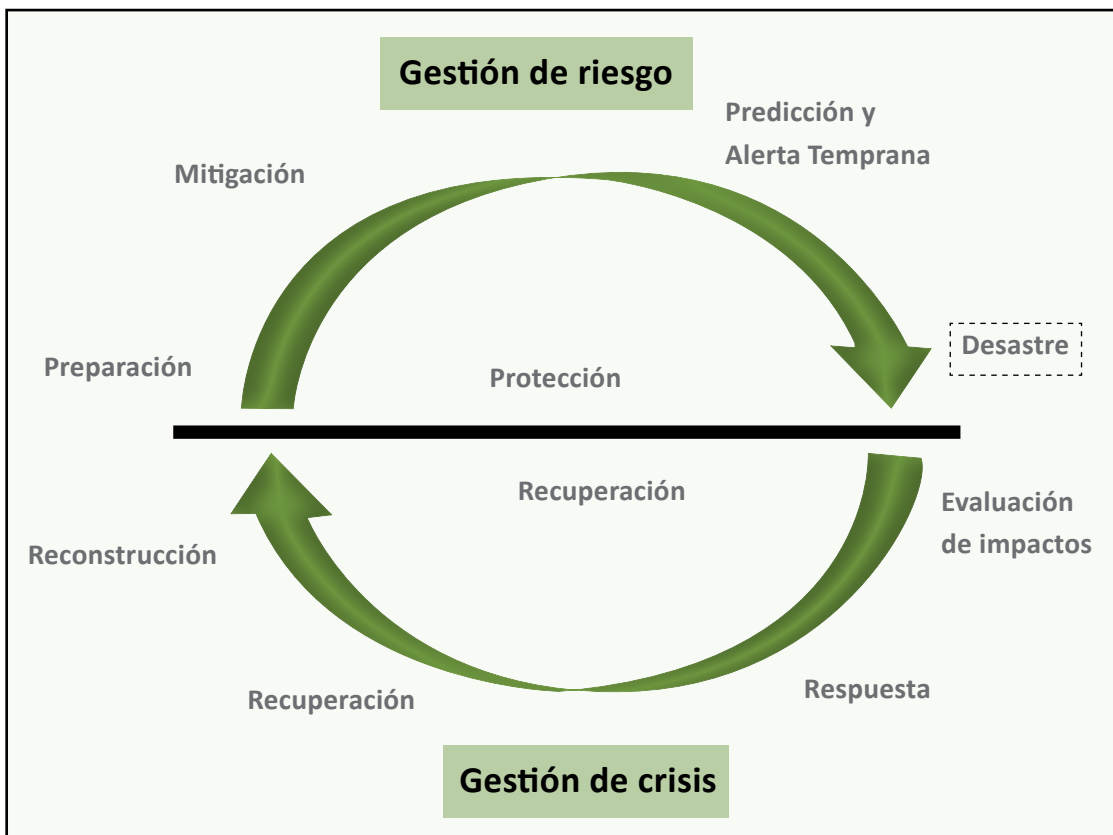 Gestión de riesgo
Predicción y
Alerta Temprana
Mitigación
Desastre
Preparación
Protección
Recuperación
Evaluación
de impactos
Reconstrucción
Respuesta
Recuperación
Gestión de crisis